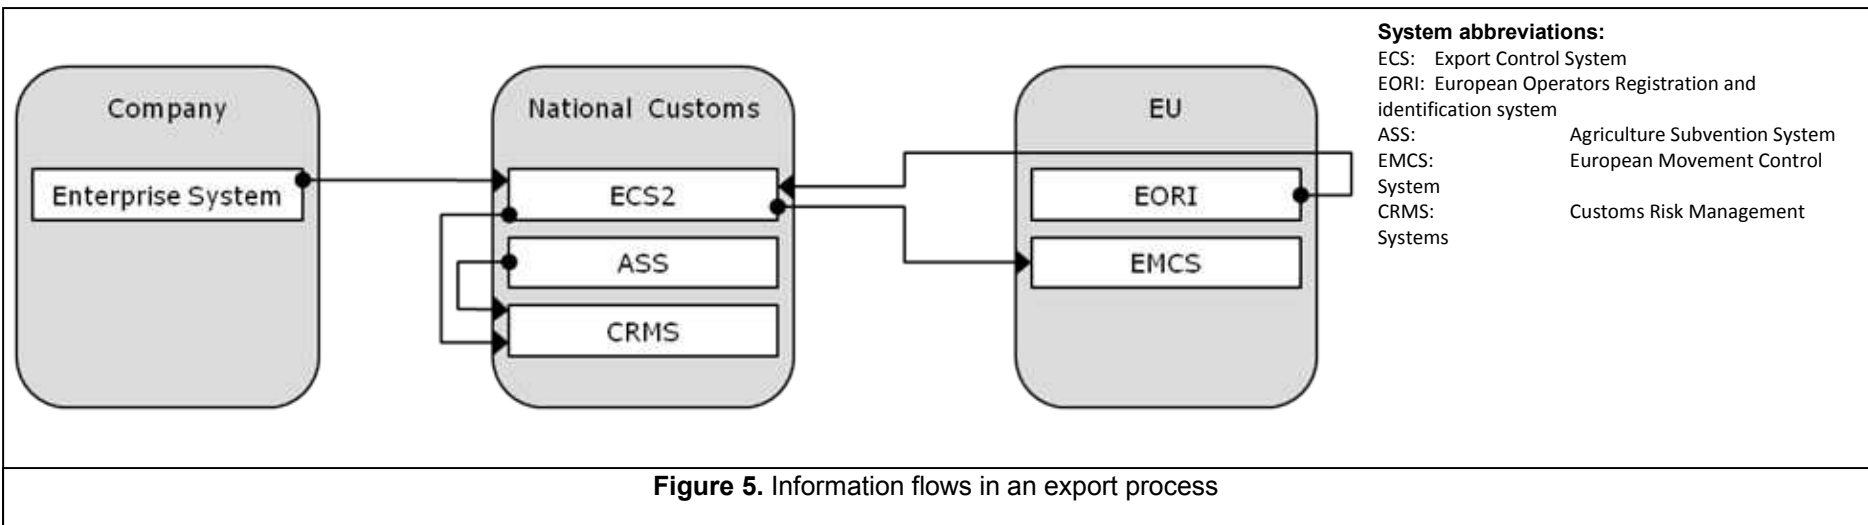 Company
Enterprise System
National Customs
ECS2
ASS
CRMS
EU
EORI
EMCS
System abbreviations:
ECS: Export Control System
EORI: European Operators Registration and
identification system
ASS: Agriculture Subvention System
EMCS: European Movement Control
System
CRMS: Customs Risk Management
Systems
Figure 5. Information flows in an export process